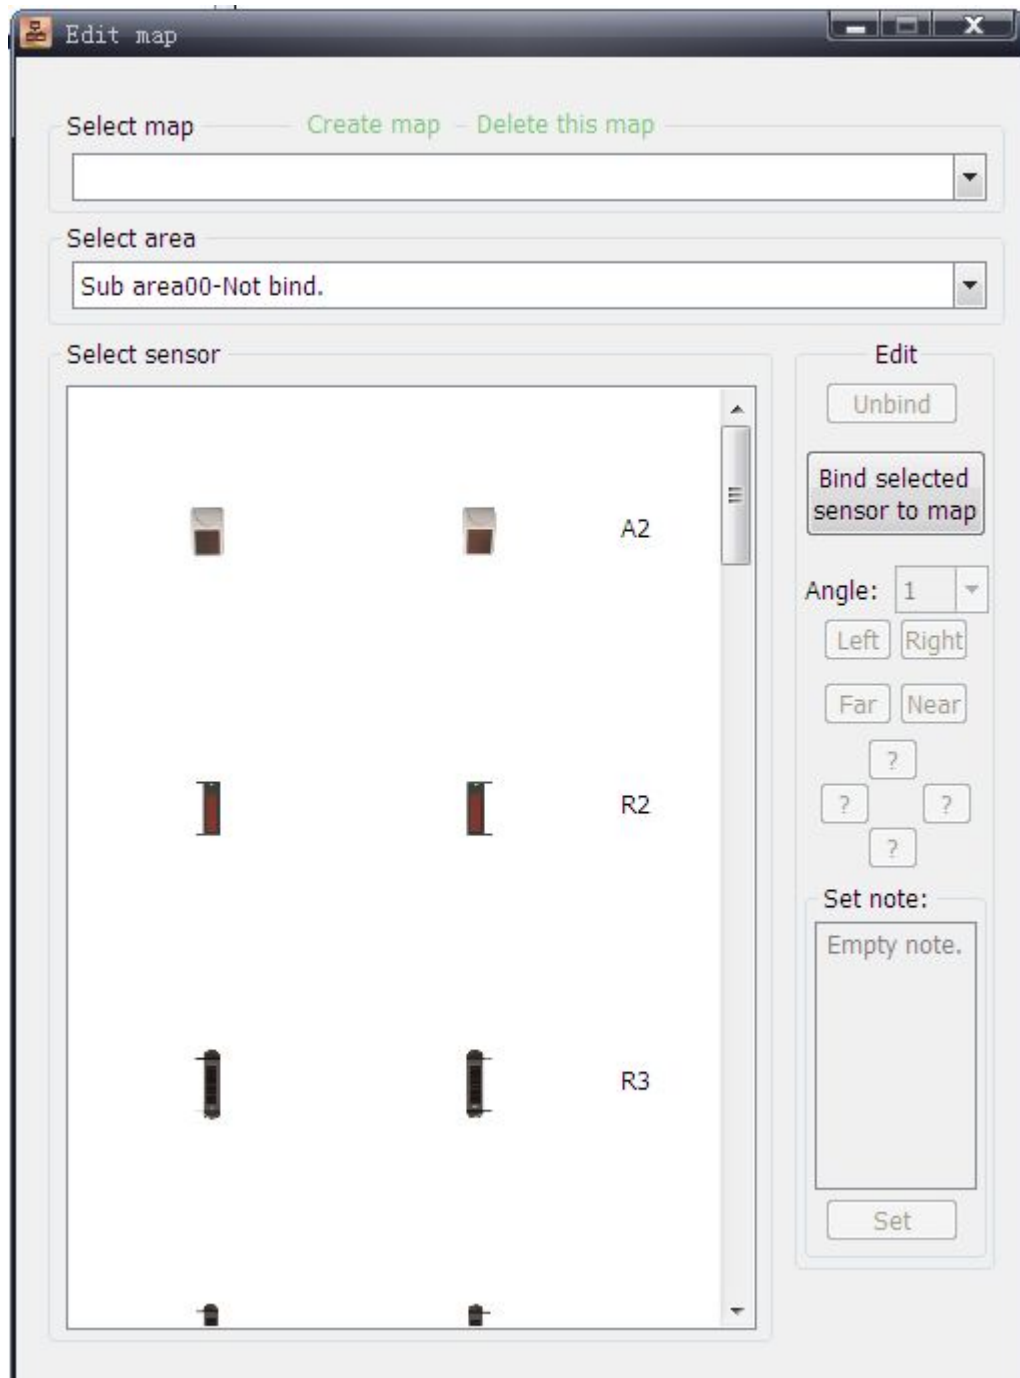 Edit map
Select map
Create map - Delete this map
Select area
Sub area00-Not bind.
Select sensor
A2
R2
R3
Edit
Unbind
Bind selected
sensor to map
Angle: 1
Left Right
Far Near
?
? ?
?
Set note:
Empty note.
Set